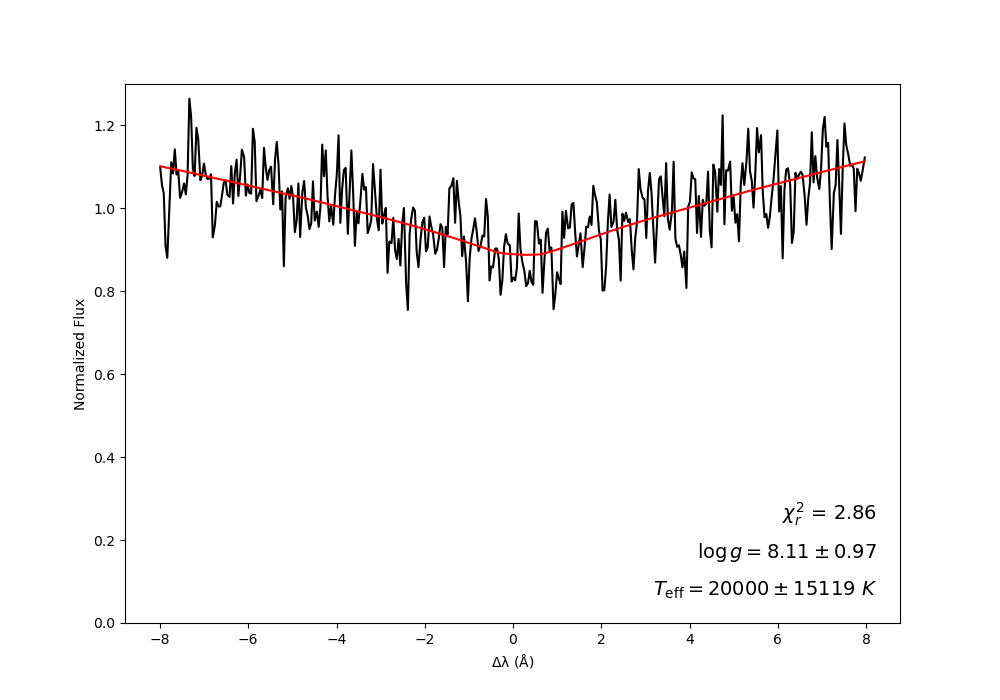 1.2
1.0
0.8
0.6
0.4
0.2
0.0
Normalized Flux
χ²ᵣ = 2.86
log g = 8.11 ± 0.97
T_eff = 20000 ± 15119 K
−8 −6 −4 −2 0 2 4 6 8
Δλ (Å)